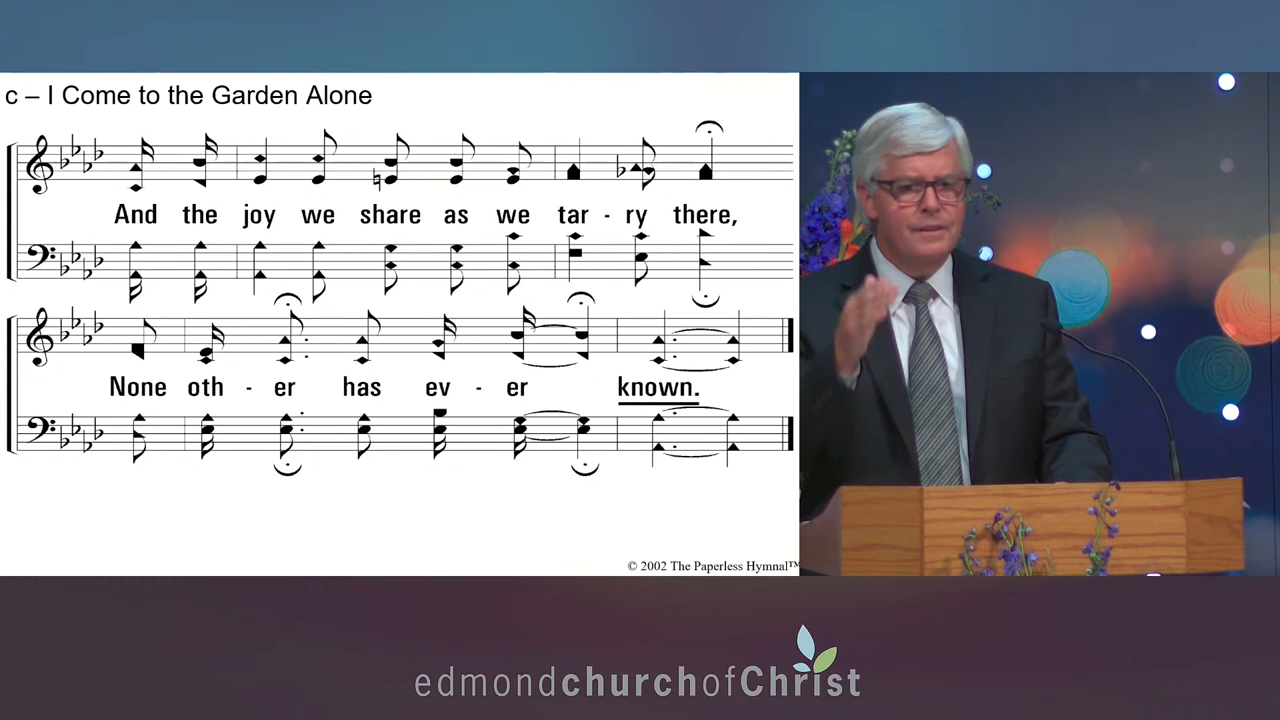 c – I Come to the Garden Alone
And the joy we share as we tar - ry there,
None oth - er has ev - er known.
© 2002 The Paperless Hymnal™
edmondchurchofChrist